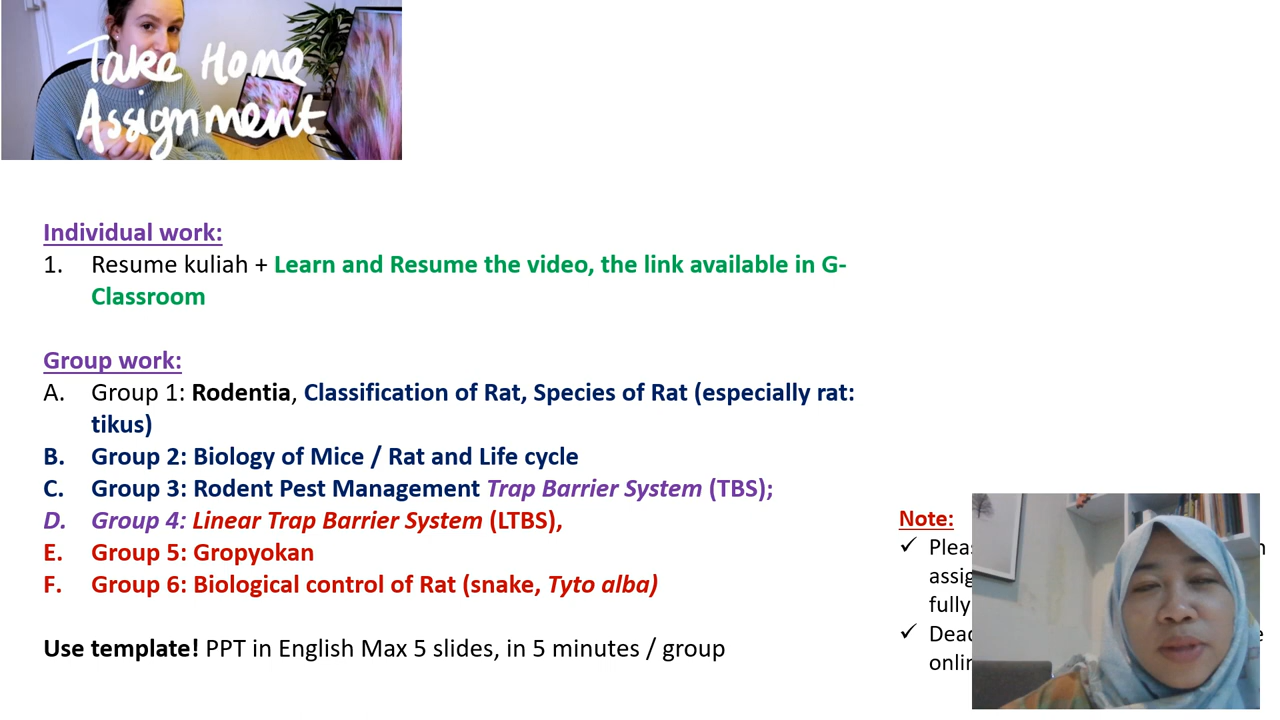 Take Home
Assignment
Individual work:
1. Resume kuliah + Learn and Resume the video, the link available in G-
Classroom
Group work:
A. Group 1: Rodentia, Classification of Rat, Species of Rat (especially rat:
tikus)
B. Group 2: Biology of Mice / Rat and Life cycle
C. Group 3: Rodent Pest Management Trap Barrier System (TBS);
D. Group 4: Linear Trap Barrier System (LTBS),
E. Group 5: Gropyokan
F. Group 6: Biological control of Rat (snake, Tyto alba)
Use template! PPT in English Max 5 slides, in 5 minutes / group
Note:
✓
fully
✓